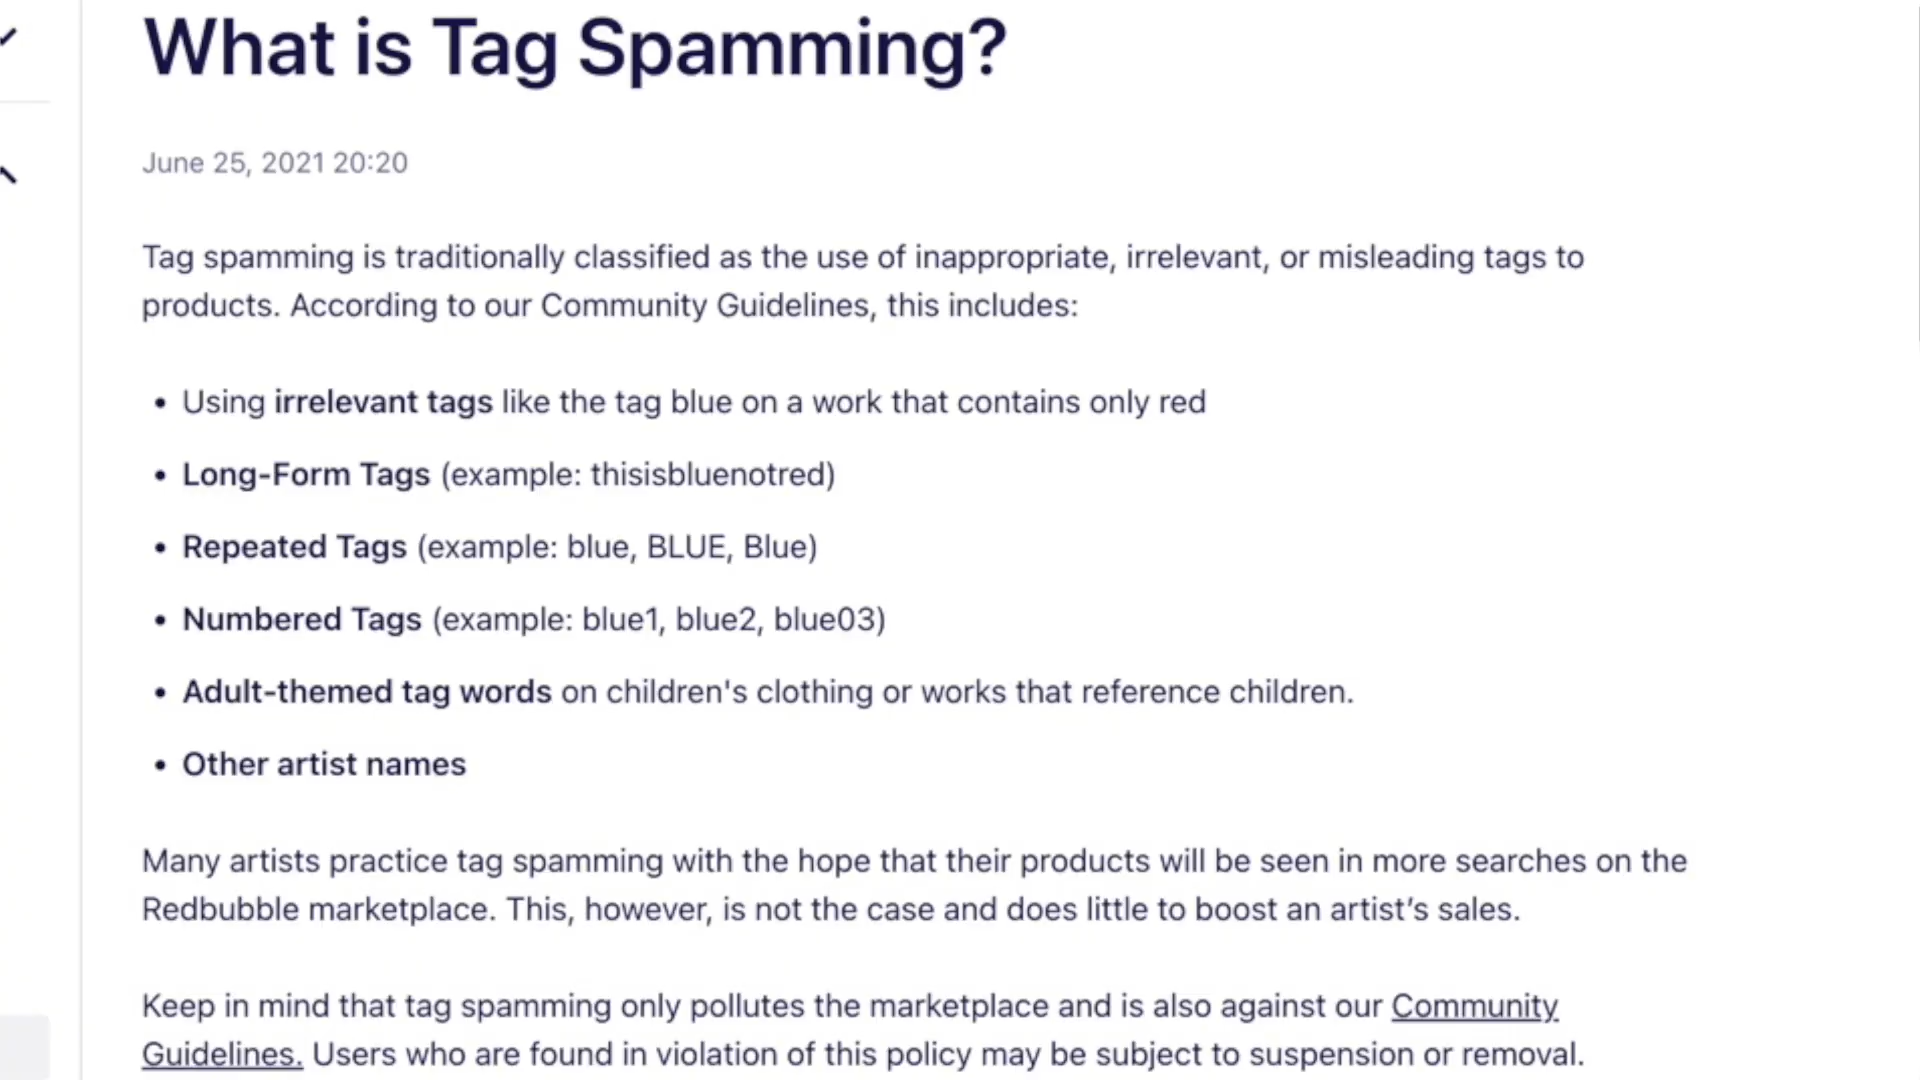 What is Tag Spamming?
June 25, 2021 20:20
Tag spamming is traditionally classified as the use of inappropriate, irrelevant, or misleading tags to
products. According to our Community Guidelines, this includes:
• Using irrelevant tags like the tag blue on a work that contains only red
• Long-Form Tags (example: thisisbluenotred)
• Repeated Tags (example: blue, BLUE, Blue)
• Numbered Tags (example: blue1, blue2, blue03)
• Adult-themed tag words on children's clothing or works that reference children.
• Other artist names
Many artists practice tag spamming with the hope that their products will be seen in more searches on the
Redbubble marketplace. This, however, is not the case and does little to boost an artist’s sales.
Keep in mind that tag spamming only pollutes the marketplace and is also against our Community
Guidelines. Users who are found in violation of this policy may be subject to suspension or removal.